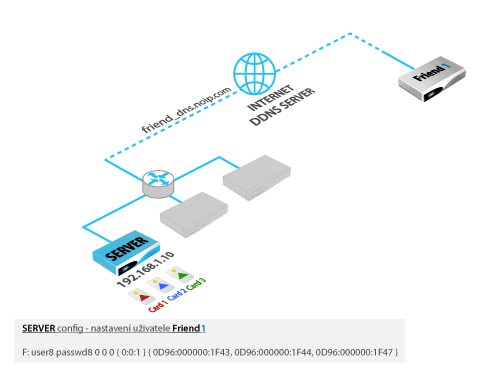 Friend 1
INTERNET
DDNS SERVER
friend_dns.noip.com
SERVER
192.168.1.10
Card 1 Card 2 Card 3
SERVER config - nastavení uživatele Friend1
F: user8 passwd8 0 0 0 { 0:0:1 } { 0D96:000000:1F43, 0D96:000000:1F44, 0D96:000000:1F47 }